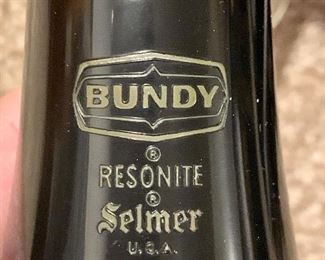 BUNDY
®
RESONITE
®
Selmer
U.S.A.